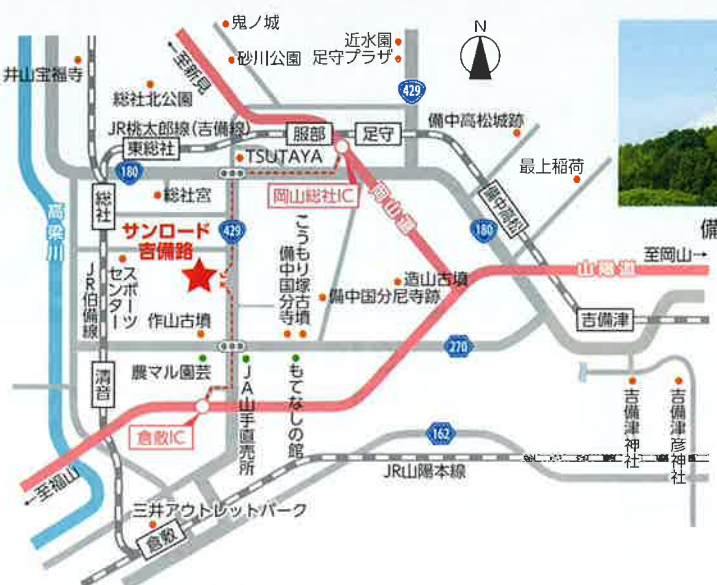 鬼ノ城
砂川公園
近水園
足守プラザ
N
←至新見
429
井山宝福寺
総社北公園
JR桃太郎線(吉備線)
東総社
服部
足守
備中高松城跡
TSUTAYA
180
総社
総社宮
岡山総社IC
岡山道
最上稲荷
備中高松
180
高梁川
サンロード
吉備路
429
こうもり塚古墳
備中国分寺
造山古墳
備中国分尼寺跡
山陽道
至岡山→
備
JR伯備線
スポーツ
センター
作山古墳
吉備津
270
清音
農マル園芸
JA山手直売所
もてなしの館
倉敷IC
162
吉備津神社
吉備津彦神社
←至福山
JR山陽本線
三井アウトレットパーク
倉敷